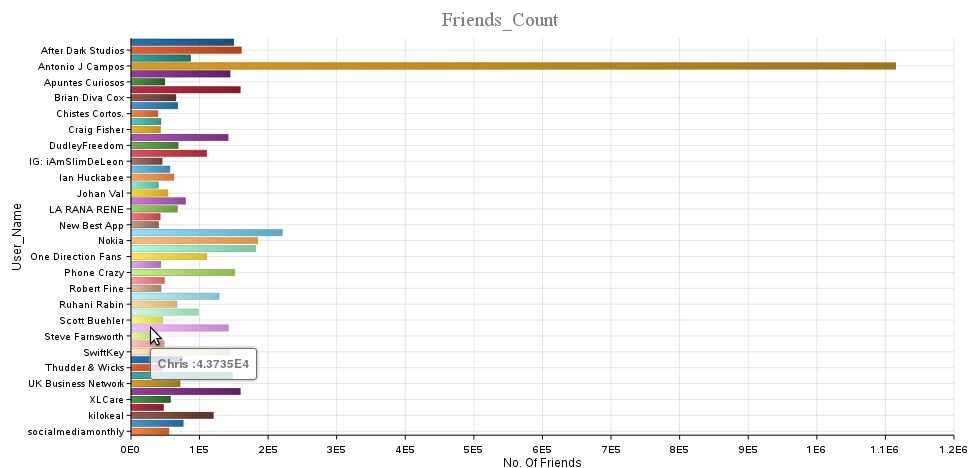 Friends_Count
After Dark Studios
Antonio J Campos
Apuntes Curiosos
Brian Diva Cox
Chistes Cortos.
Craig Fisher
DudleyFreedom
IG: iAmSlimDeLeon
Ian Huckabee
Johan Val
LA RANA RENE
New Best App
Nokia
One Direction Fans
Phone Crazy
Robert Fine
Ruhani Rabin
Scott Buehler
Steve Farnsworth
SwiftKey
Thudder & Wicks
UK Business Network
XLCare
kilokeal
socialmediamonthly
User_Name
Chris :4.3735E4
0E5 1E5 2E5 3E5 4E5 5E5 6E5 7E5 8E5 9E5 1E6 1.1E6 1.2E6
No. Of Friends